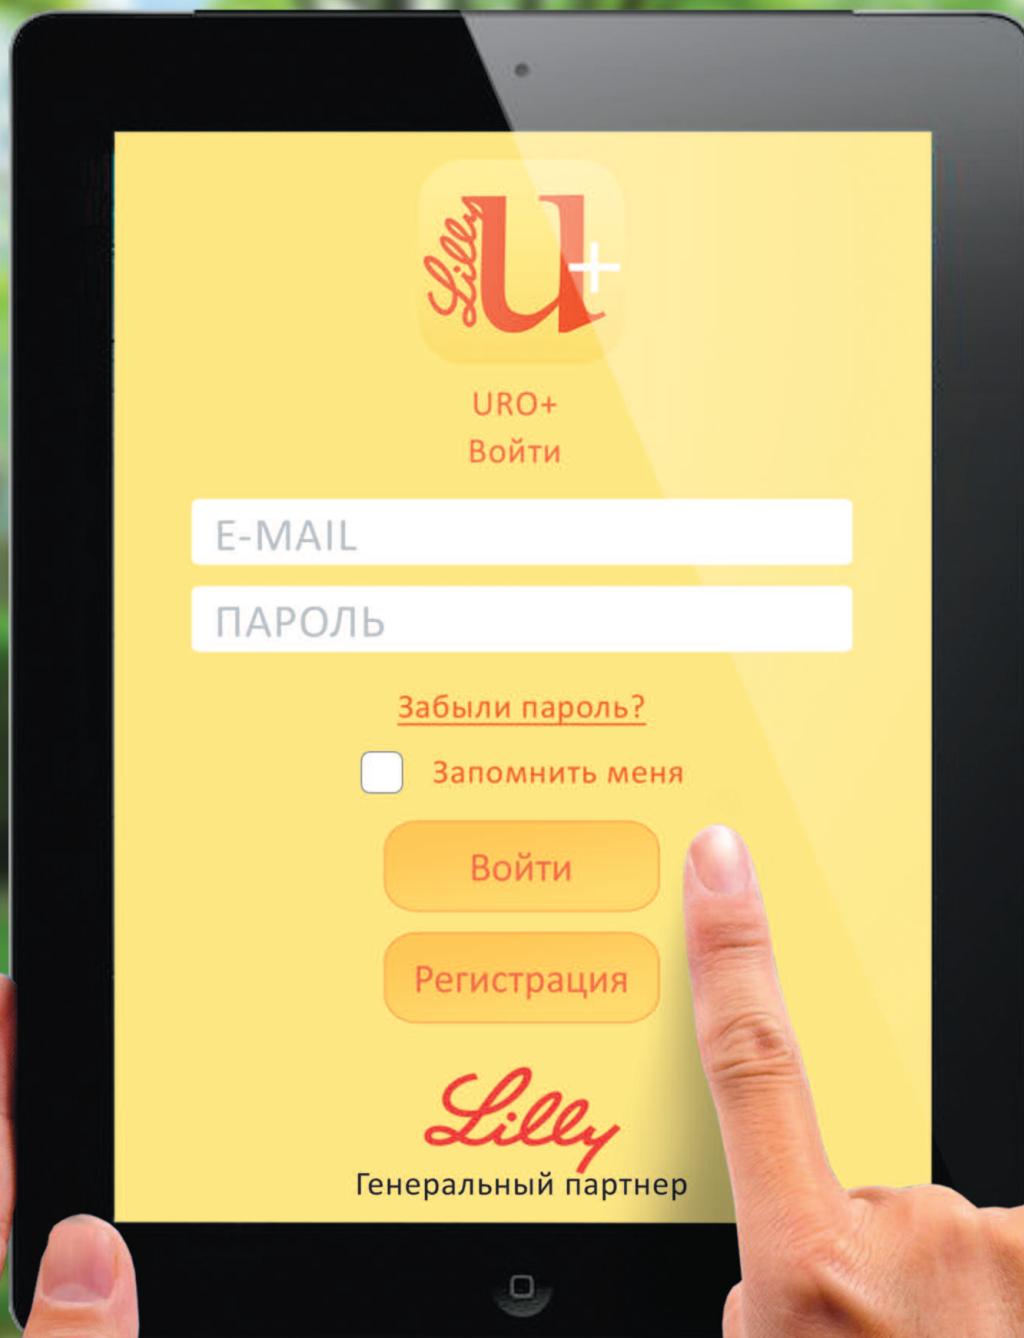 Lilly u+
URO+
Войти
E-MAIL
ПАРОЛЬ
Забыли пароль?
Запомнить меня
Войти
Регистрация
Lilly
Генеральный партнер